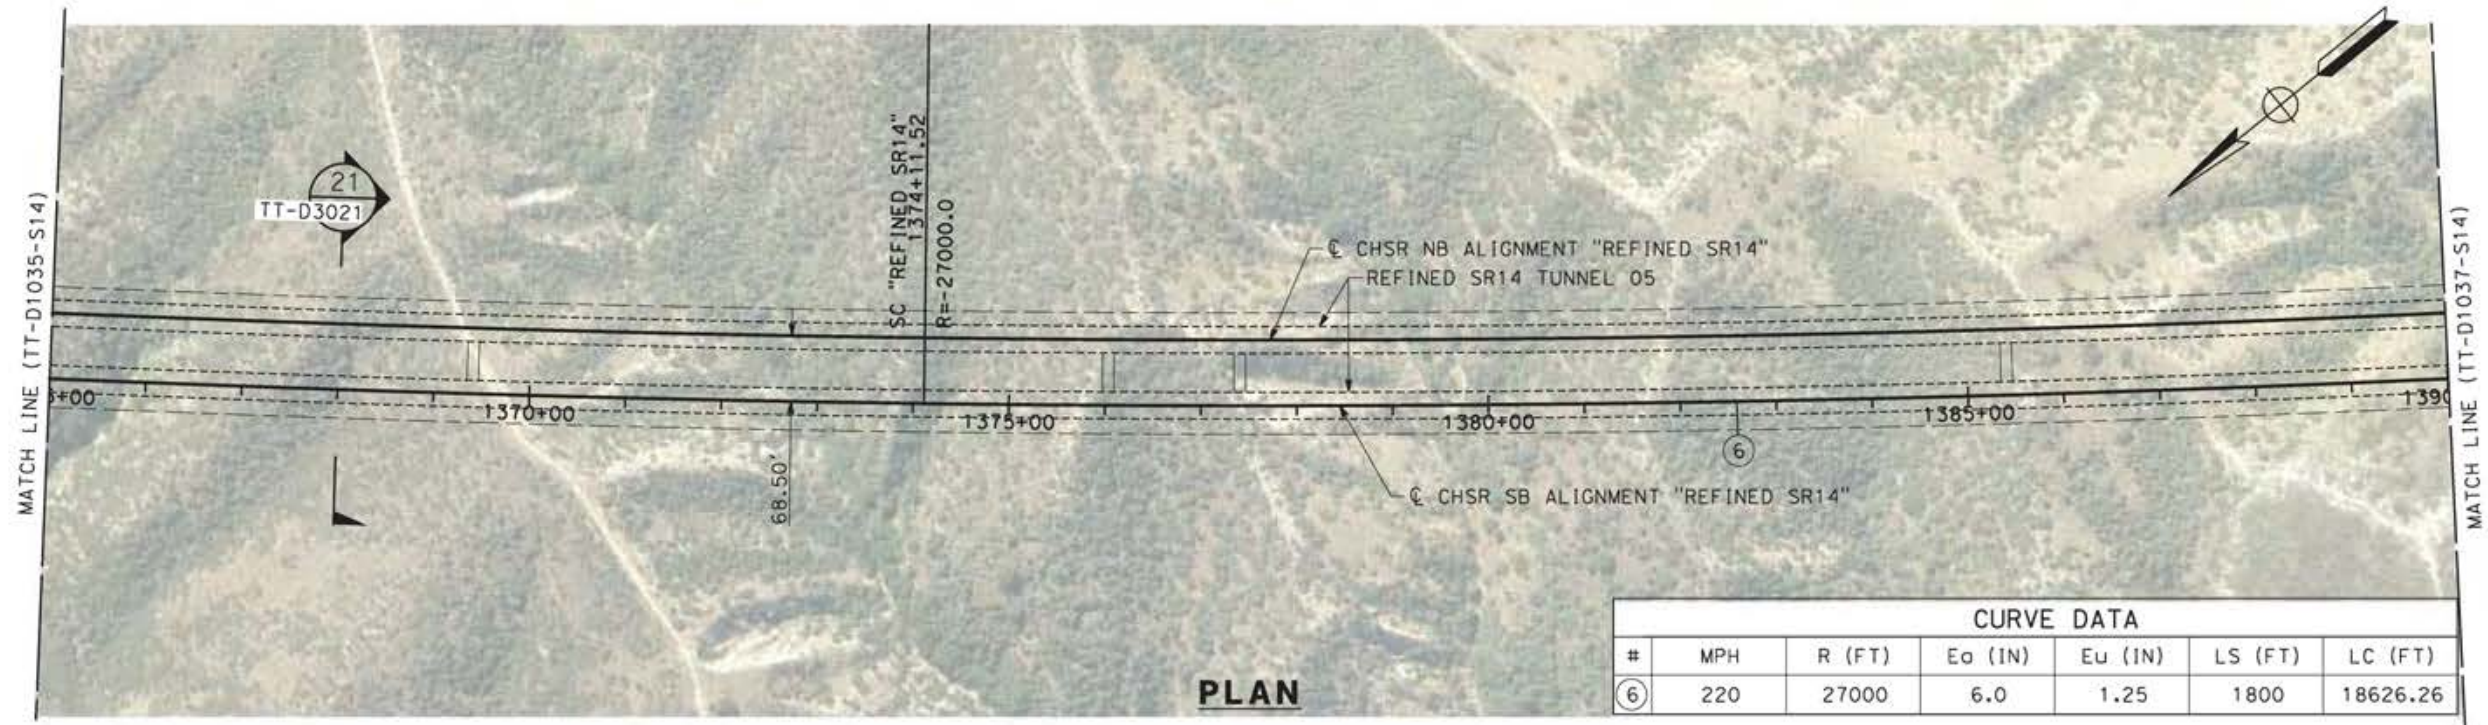 MATCH LINE (TT-D1035-S14)
21
TT-D3021
SC "REFINED SR14"
1374+11.52
R=-27000.0
℄ CHSR NB ALIGNMENT "REFINED SR14"
REFINED SR14 TUNNEL 05
5+00
1370+00
1375+00
1380+00
1385+00
1390
6
68.50'
℄ CHSR SB ALIGNMENT "REFINED SR14"
MATCH LINE (TT-D1037-S14)
PLAN
CURVE DATA
# MPH R (FT) Ea (IN) Eu (IN) LS (FT) LC (FT)
6 220 27000 6.0 1.25 1800 18626.26